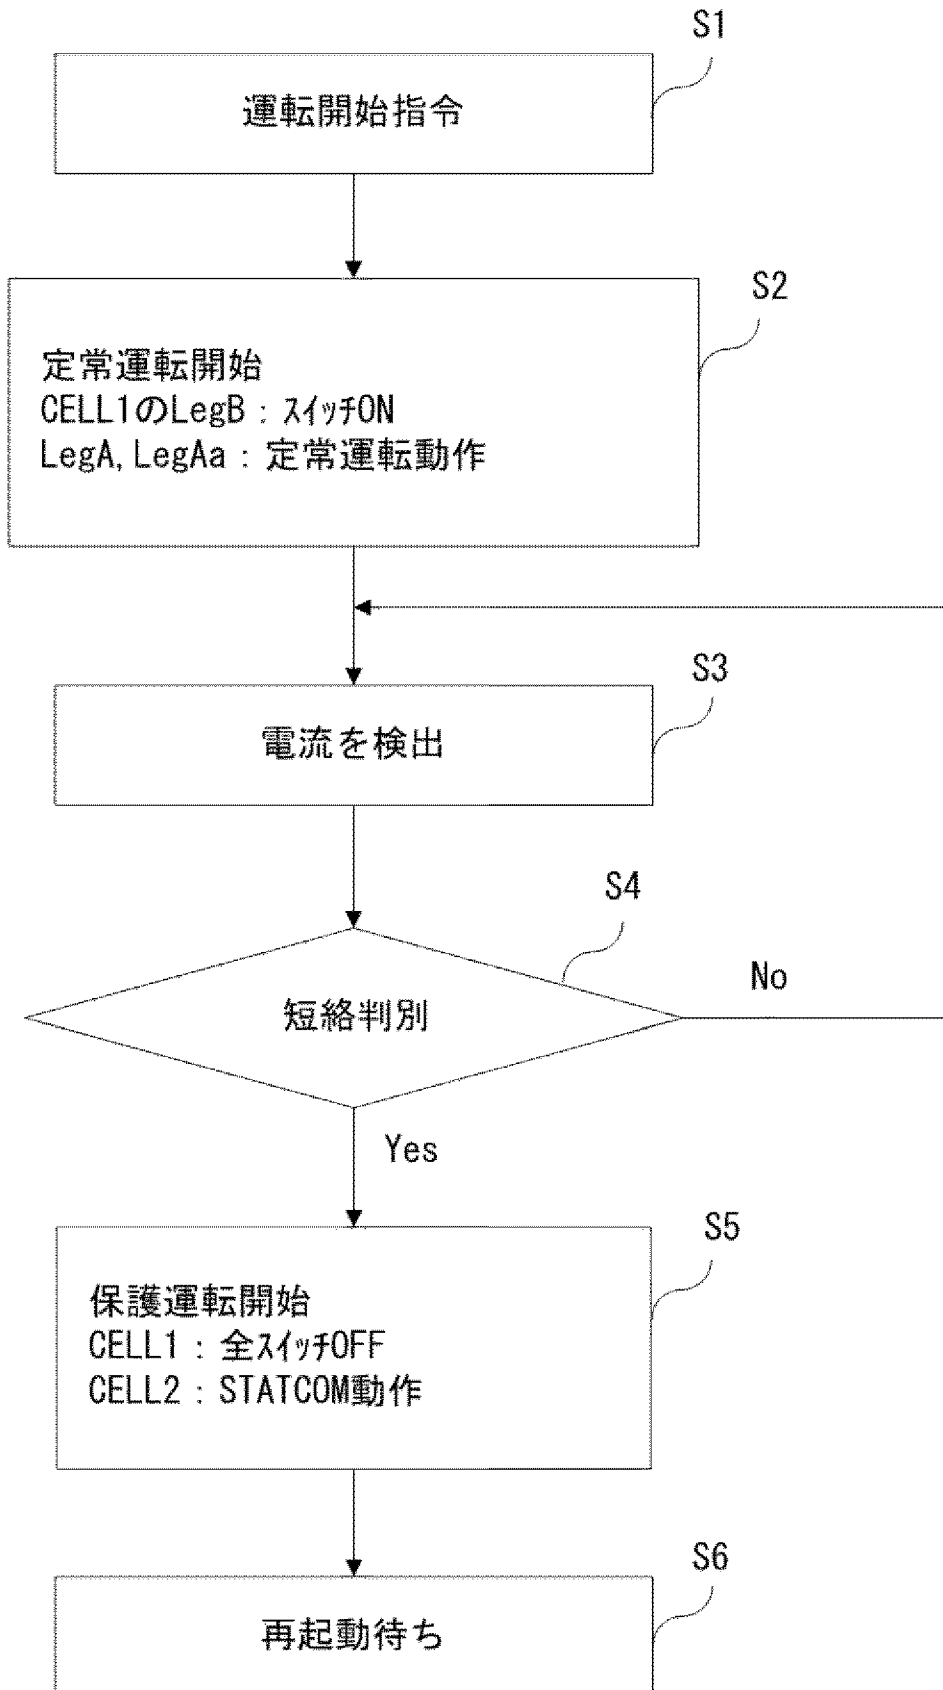 S1
運転開始指令
S2
定常運転開始
CELL1のLegB：ｽｲｯﾁON
LegA, LegAa：定常運転動作
S3
電流を検出
S4
短絡判別
No
Yes
S5
保護運転開始
CELL1：全ｽｲｯﾁOFF
CELL2：STATCOM動作
S6
再起動待ち